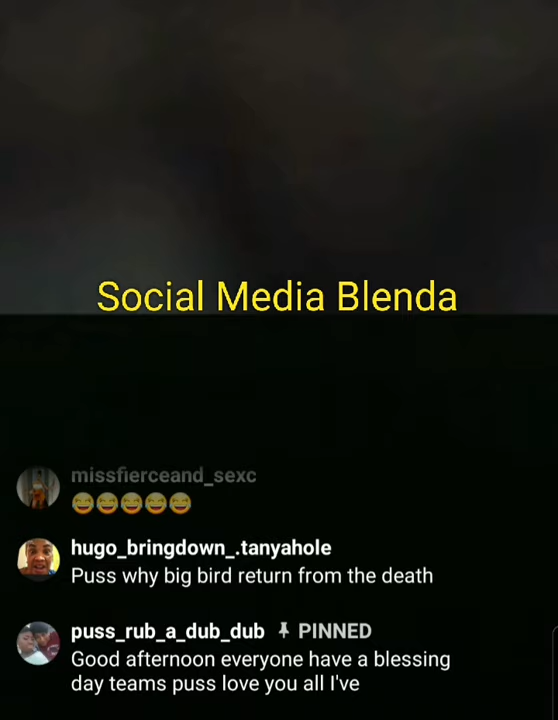 Social Media Blenda
missfierceand_sexc
😂😂😂😂😂
hugo_bringdown_.tanyahole
Puss why big bird return from the death
puss_rub_a_dub_dub PINNED
Good afternoon everyone have a blessing
day teams puss love you all I've